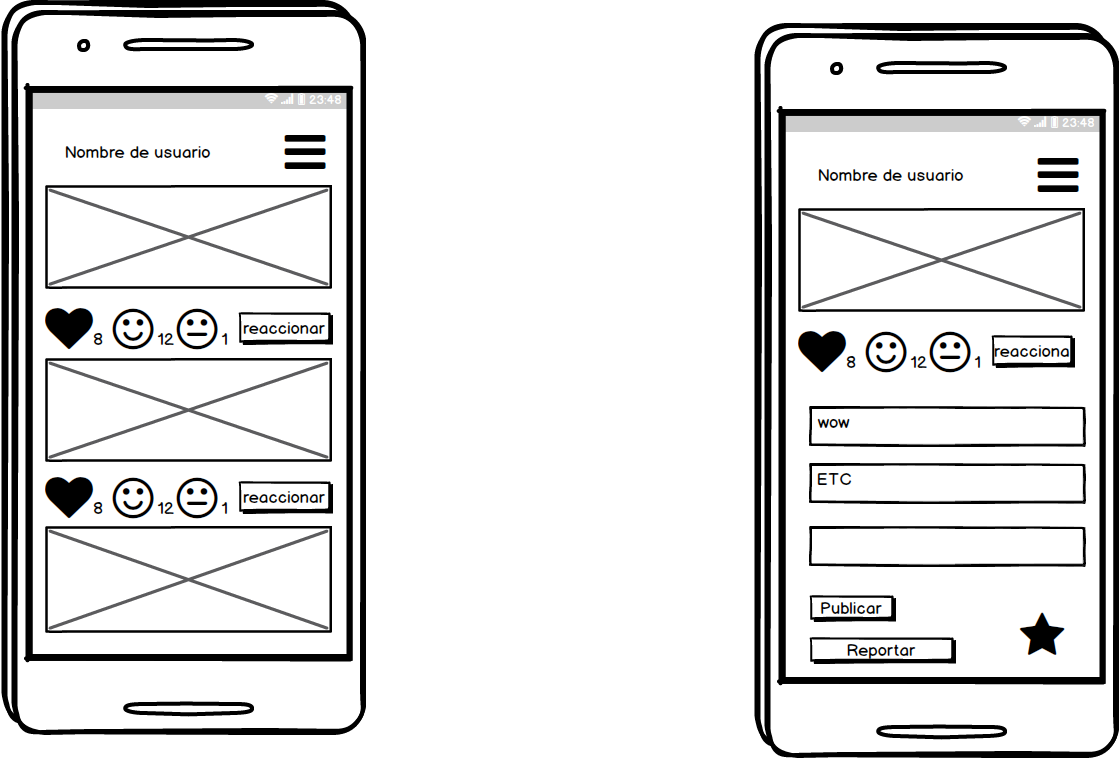 23:48
Nombre de usuario
8 12 1 reaccionar
8 12 1 reaccionar
23:48
Nombre de usuario
8 12 1 reacciona
wow
ETC
Publicar
Reportar